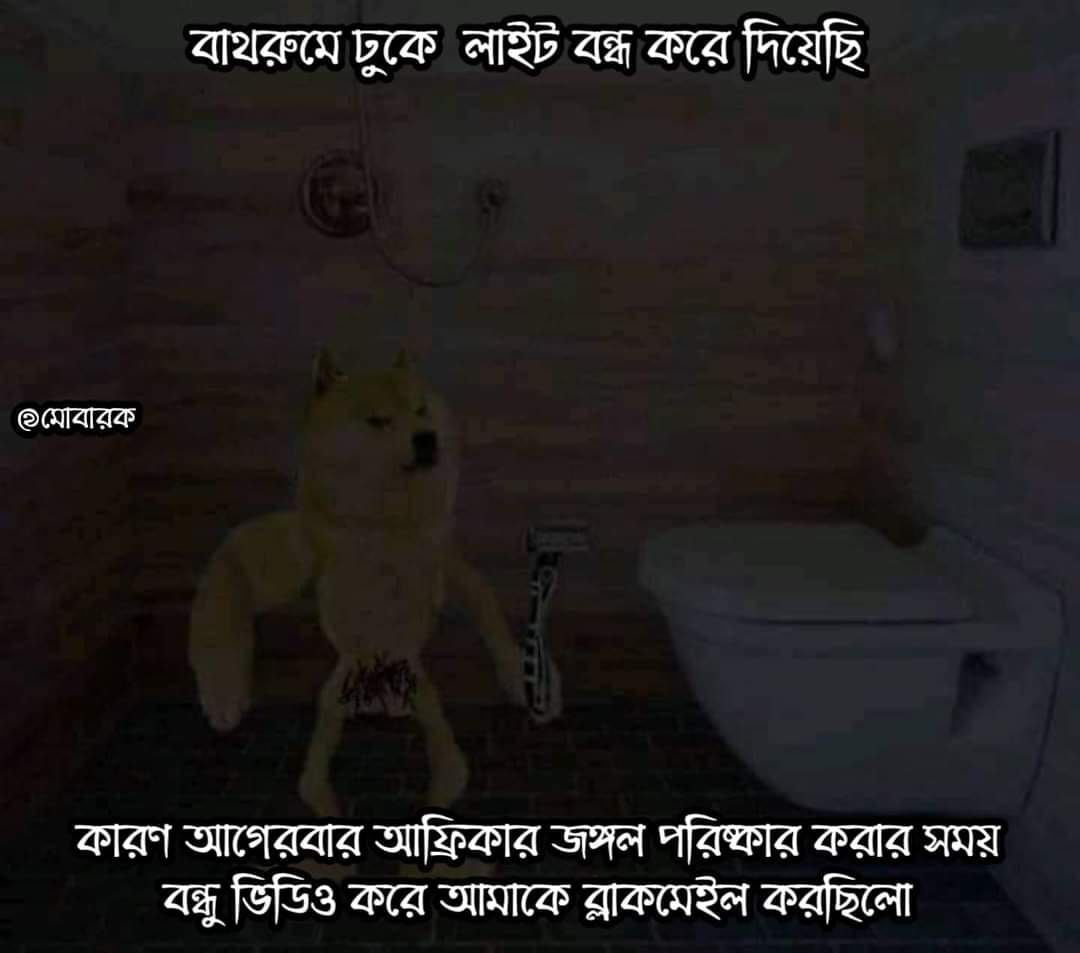 বাথরুমে ঢুকে লাইট বন্ধ করে দিয়েছি
@মোবারক
কারণ আগেরবার আফ্রিকার জঙ্গল পরিষ্কার করার সময়
বন্ধু ভিডিও করে আমাকে ব্লাকমেইল করছিলো